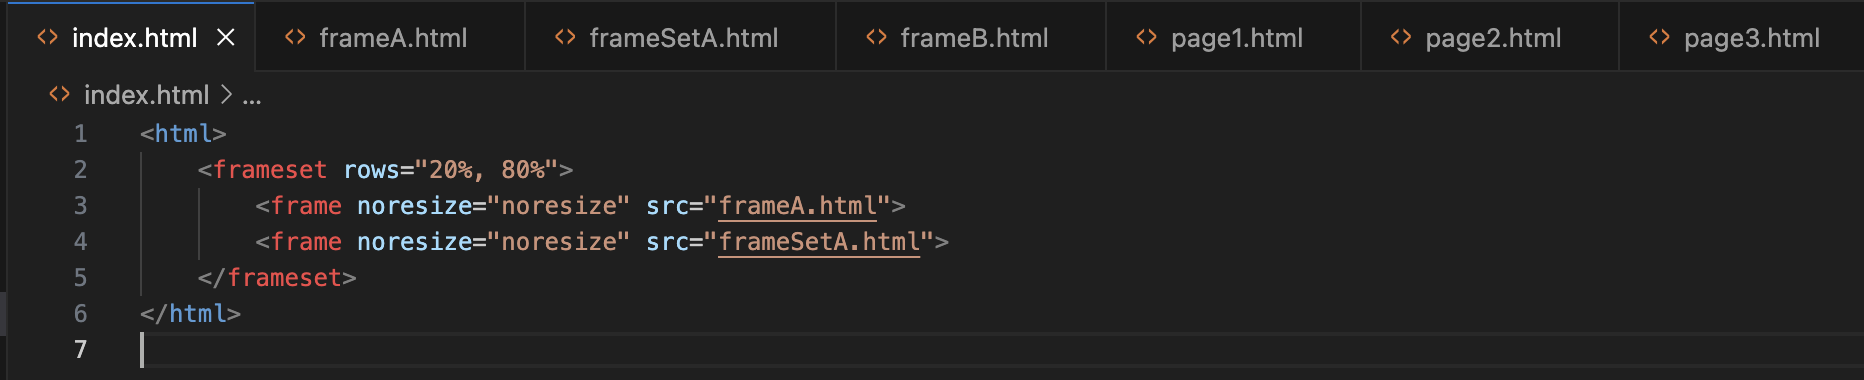 index.html × frameA.html frameSetA.html frameB.html page1.html page2.html page3.html
index.html > ...
1 <html>
2 <frameset rows="20%, 80%">
3 <frame noresize="noresize" src="frameA.html">
4 <frame noresize="noresize" src="frameSetA.html">
5 </frameset>
6 </html>
7